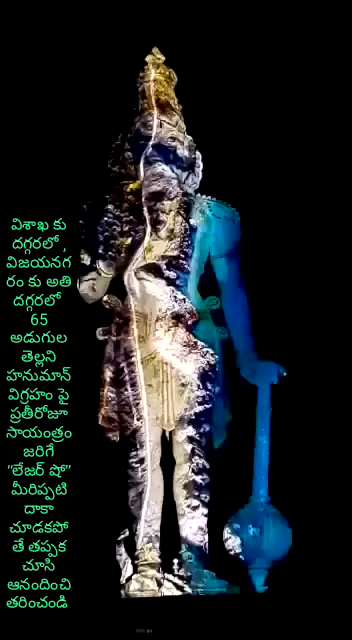 విశాఖ కు
దగ్గరలో ,
విజయనగ
రం కు అతి
దగ్గరలో
65
అడుగుల
తెల్లని
హనుమాన్
విగ్రహం పై
ప్రతీరోజూ
సాయంత్రం
జరిగే
“లేజర్ షో”
మీరిప్పటి
దాకా
చూడకపో
తే తప్పక
చూసి
ఆనందించి
తరించండి